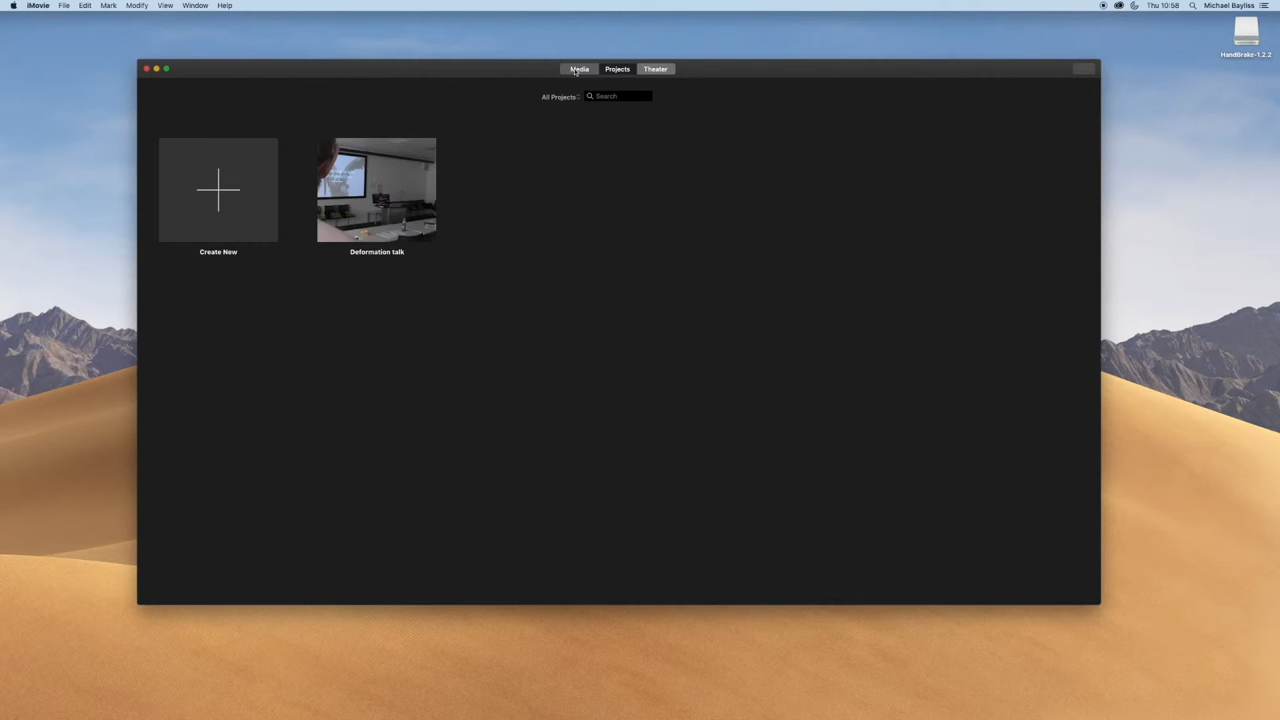 iMovie File Edit Mark Modify View Window Help Thu 10:58 Michael Bayliss
HandBrake-1.2.2
Media Projects Theater
All Projects Search
Create New Deformation talk